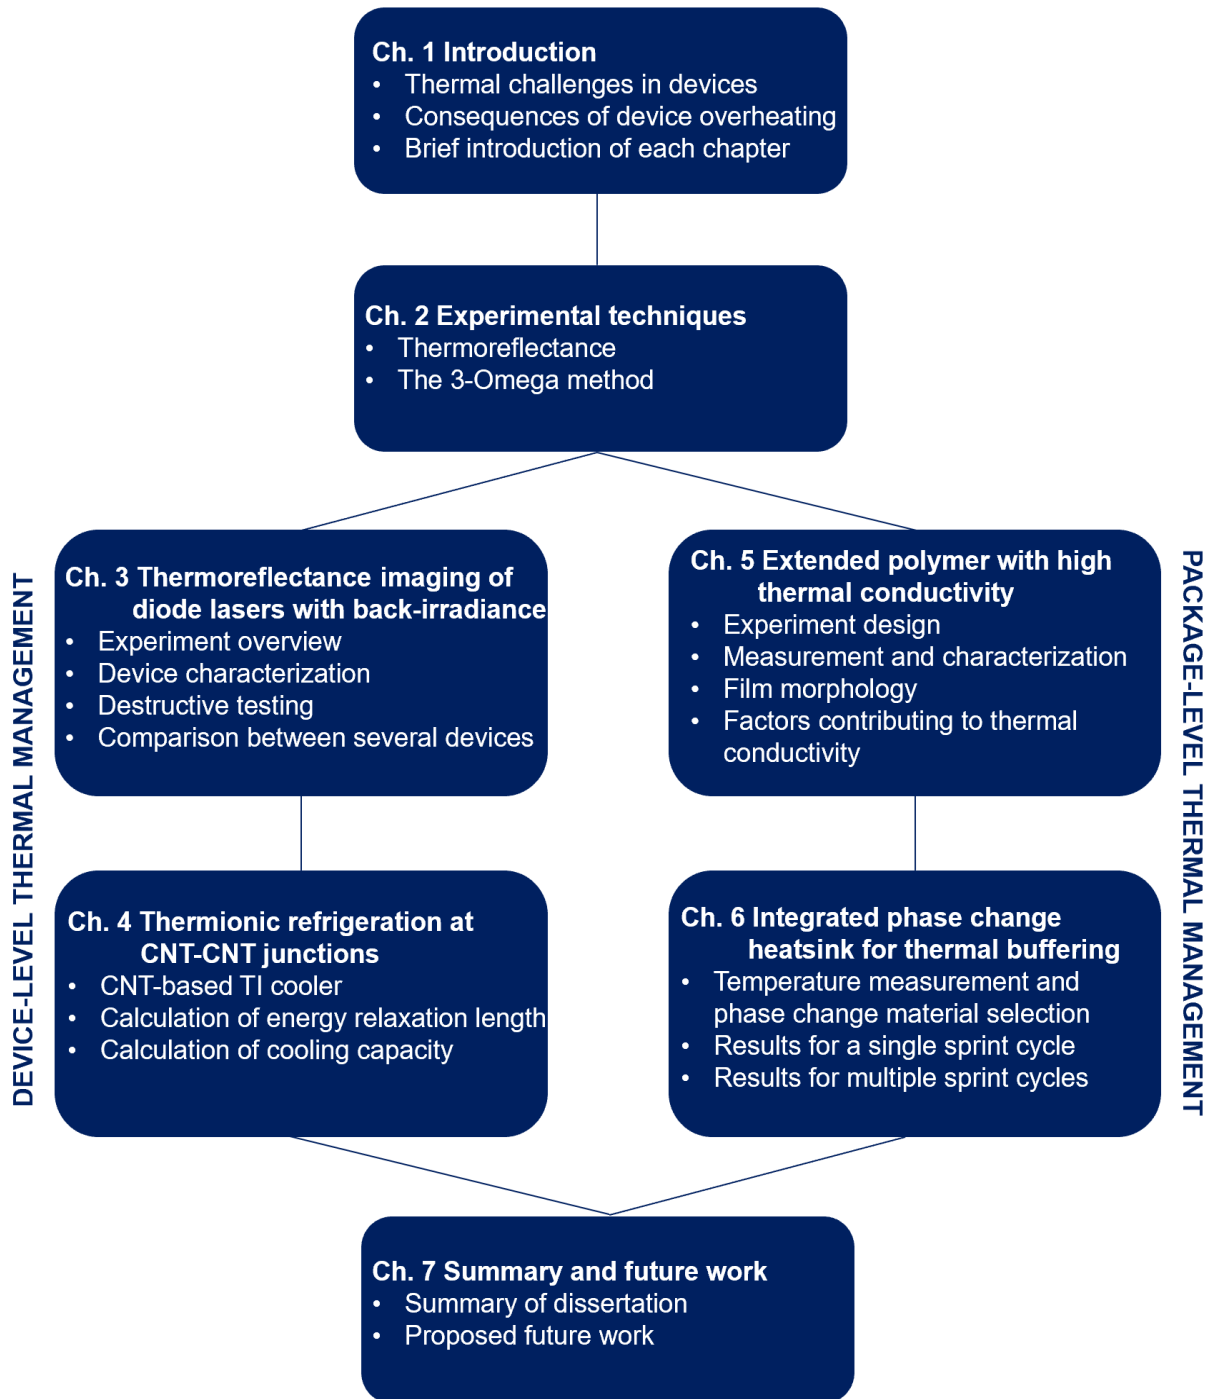 Ch. 1 Introduction
• Thermal challenges in devices
• Consequences of device overheating
• Brief introduction of each chapter
Ch. 2 Experimental techniques
• Thermoreflectance
• The 3-Omega method
DEVICE-LEVEL THERMAL MANAGEMENT
Ch. 3 Thermoreflectance imaging of
diode lasers with back-irradiance
• Experiment overview
• Device characterization
• Destructive testing
• Comparison between several devices
Ch. 4 Thermionic refrigeration at
CNT-CNT junctions
• CNT-based TI cooler
• Calculation of energy relaxation length
• Calculation of cooling capacity
Ch. 5 Extended polymer with high
thermal conductivity
• Experiment design
• Measurement and characterization
• Film morphology
• Factors contributing to thermal
conductivity
Ch. 6 Integrated phase change
heatsink for thermal buffering
• Temperature measurement and
phase change material selection
• Results for a single sprint cycle
• Results for multiple sprint cycles
PACKAGE-LEVEL THERMAL MANAGEMENT
Ch. 7 Summary and future work
• Summary of dissertation
• Proposed future work